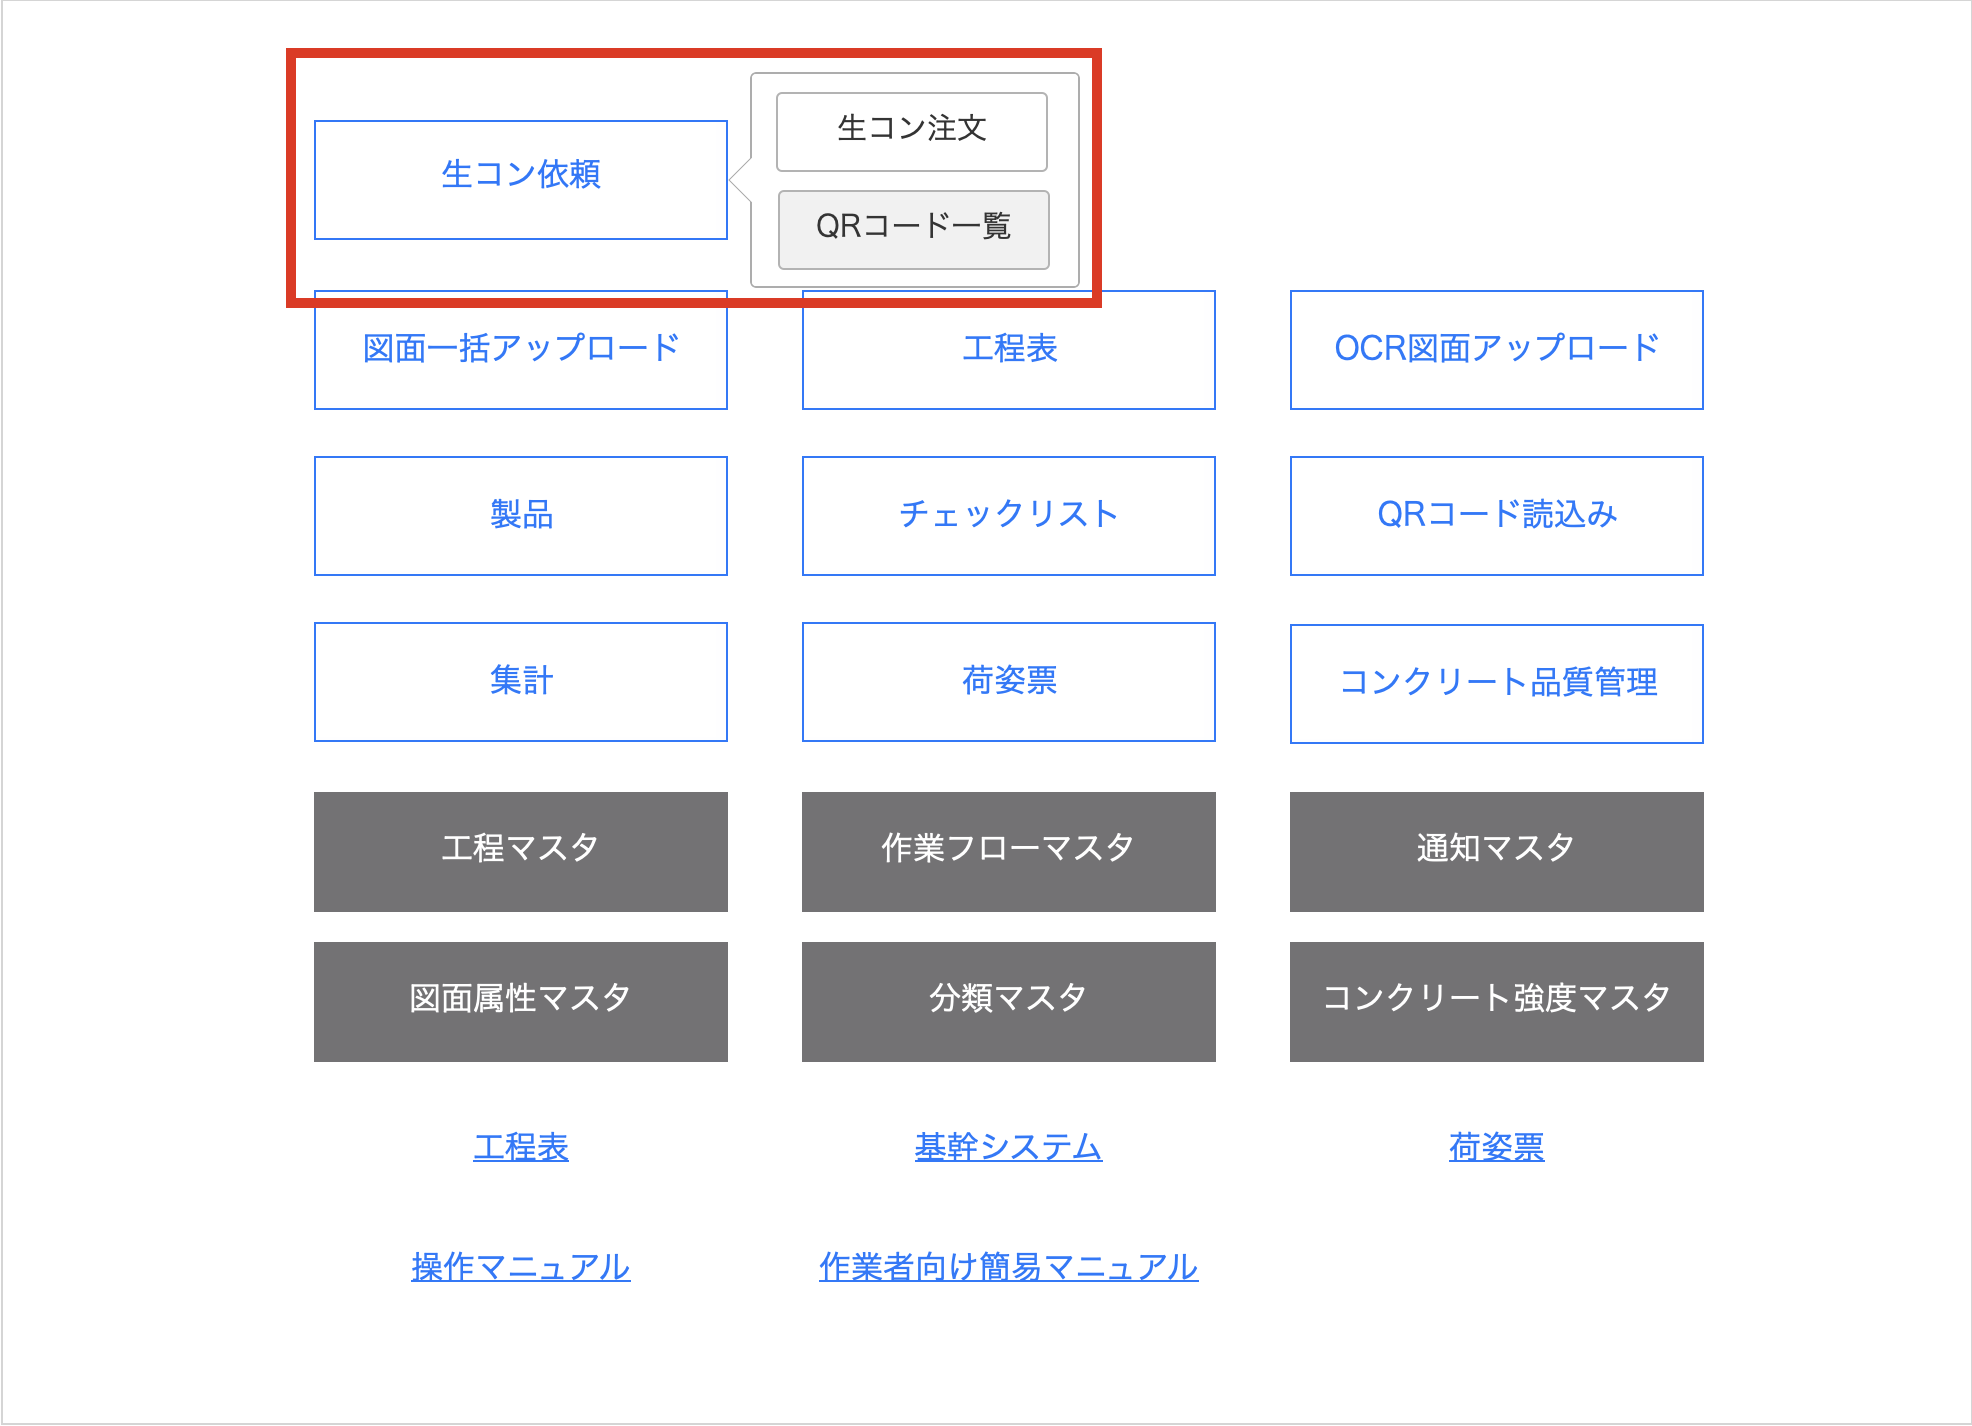 生コン依頼
生コン注文
QRコード一覧
図面一括アップロード
工程表
OCR図面アップロード
製品
チェックリスト
QRコード読込み
集計
荷姿票
コンクリート品質管理
工程マスタ
作業フローマスタ
通知マスタ
図面属性マスタ
分類マスタ
コンクリート強度マスタ
工程表
基幹システム
荷姿票
操作マニュアル
作業者向け簡易マニュアル